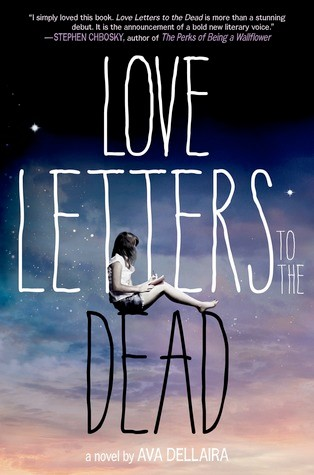 "I simply loved this book. Love Letters to the Dead is more than a stunning
debut. It is the announcement of a bold new literary voice."
—STEPHEN CHBOSKY, author of The Perks of Being a Wallflower
LOVE
LETTERS
TO
THE
DEAD
a novel by AVA DELLAIRA